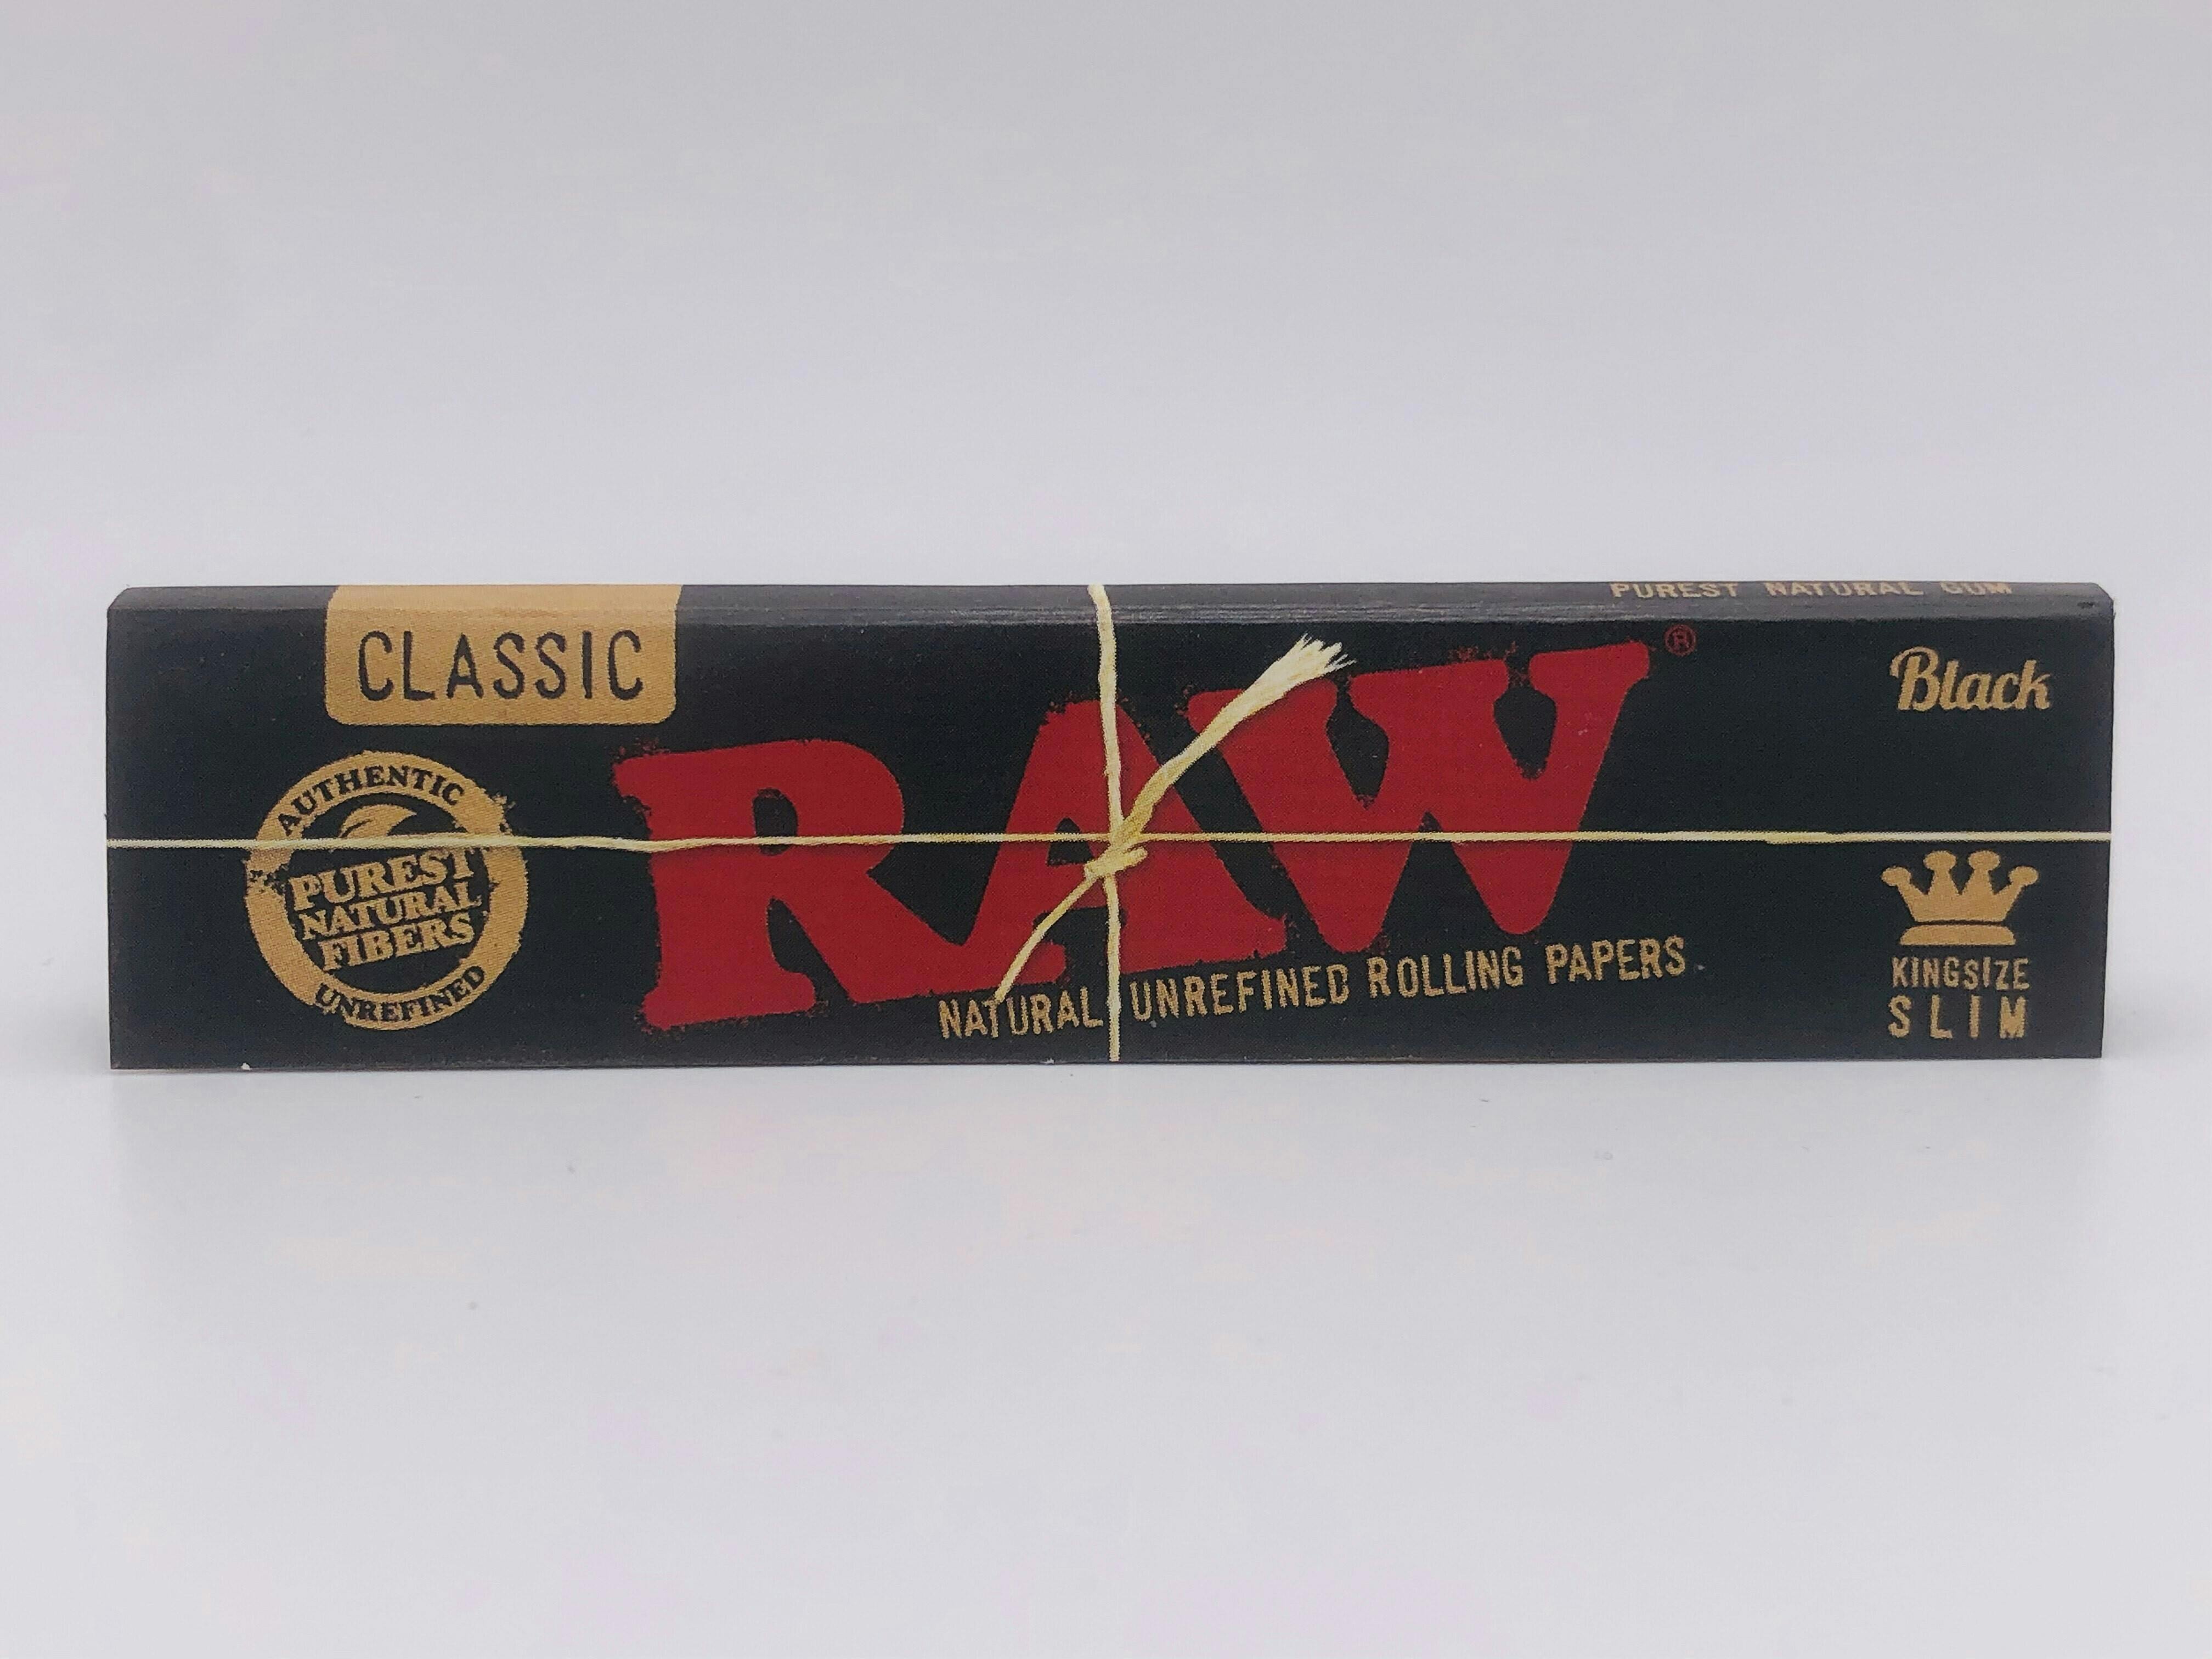 PUREST NATURAL GUM
CLASSIC
RAW®
Black
AUTHENTIC
PUREST
NATURAL
FIBERS
UNREFINED
NATURAL UNREFINED ROLLING PAPERS
KINGSIZE
SLIM